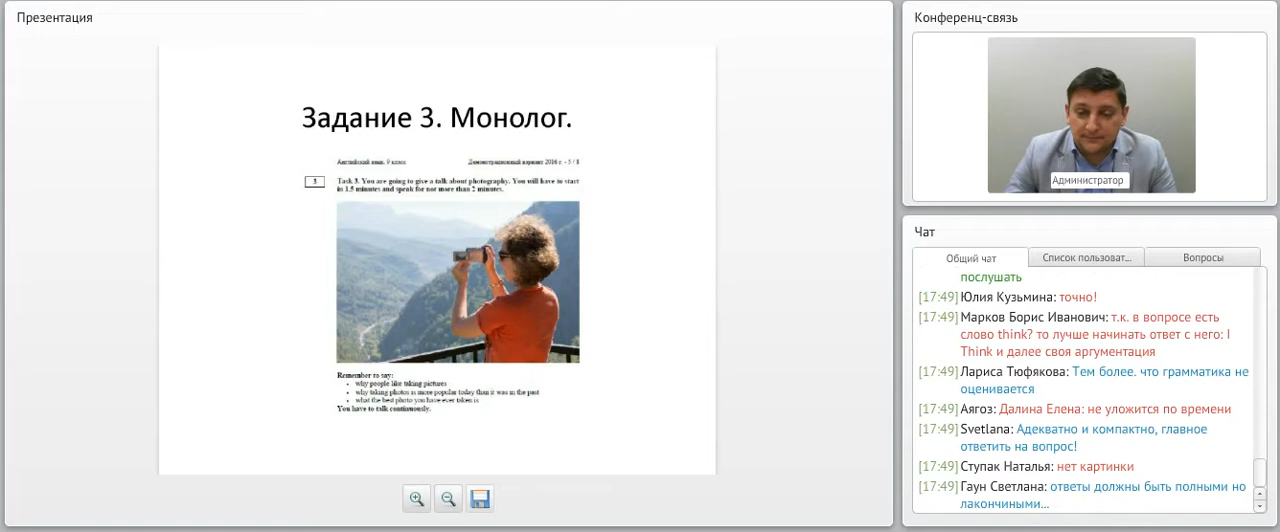 Презентация
Задание 3. Монолог.
Английский язык. 9 класс
Демонстрационный вариант 2016 г. - 5 / 8
3
Task 3. You are going to give a talk about photography. You will have to start
in 1.5 minutes and speak for not more than 2 minutes.
Remember to say:
• why people like taking pictures
• why taking photos is more popular today than it was in the past
• what the best photo you have ever taken is
You have to talk continuously.
Конференц-связь
Администратор
Чат
Общий чат
Список пользоват...
Вопросы
послушать
[17:49] Юлия Кузьмина: точно!
[17:49] Марков Борис Иванович: т.к. в вопросе есть
слово think? то лучше начинать ответ с него: I
Think и далее своя аргументация
[17:49] Лариса Тюфякова: Тем более. что грамматика не
оценивается
[17:49] Аягоз: Далина Елена: не уложится по времени
[17:49] Svetlana: Адекватно и компактно, главное
ответить на вопрос!
[17:49] Ступак Наталья: нет картинки
[17:49] Гаун Светлана: ответы должны быть полными но
лакончиными...